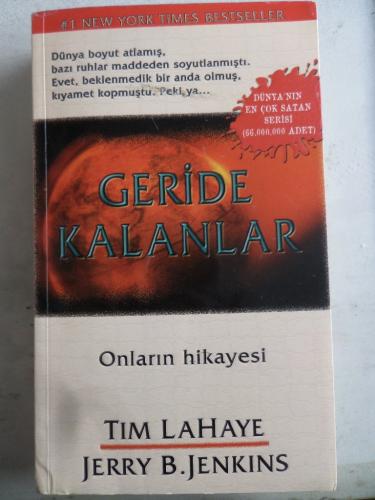 #1 NEW YORK TIMES BESTSELLER
Dünya boyut atlamış,
bazı ruhlar maddeden soyutlanmıştı.
Evet, beklenmedik bir anda olmuş,
kıyamet kopmuştu. Peki ya...
DÜNYA'NIN
EN ÇOK SATAN
SERİSİ
(66.000.000 ADET)
GERİDE
KALANLAR
Onların hikayesi
TIM LAHAYE
JERRY B. JENKINS